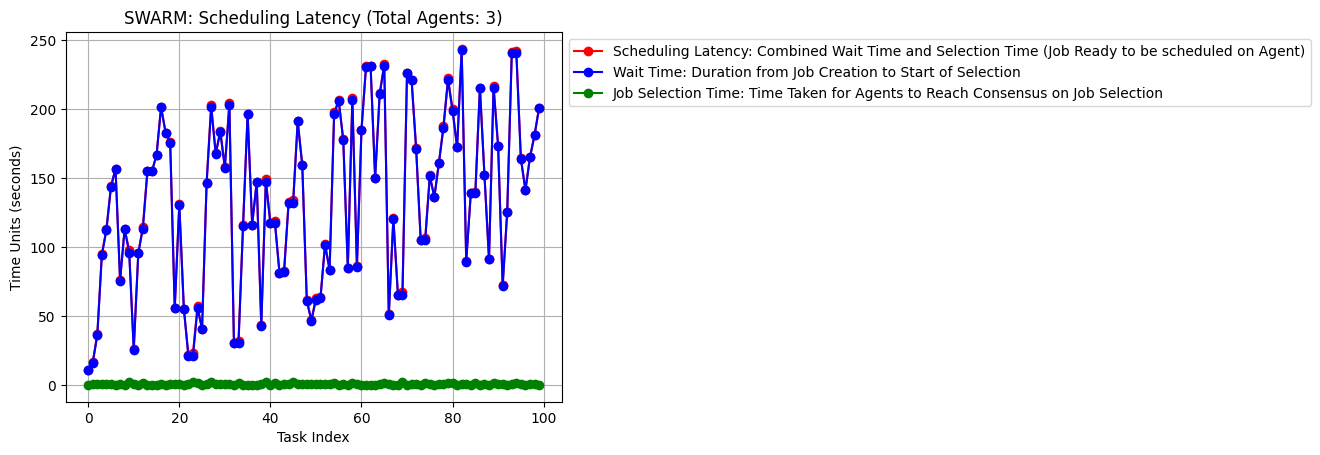 SWARM: Scheduling Latency (Total Agents: 3)
250
200
150
100
50
0
Time Units (seconds)
0 20 40 60 80 100
Task Index
Scheduling Latency: Combined Wait Time and Selection Time (Job Ready to be scheduled on Agent)
Wait Time: Duration from Job Creation to Start of Selection
Job Selection Time: Time Taken for Agents to Reach Consensus on Job Selection